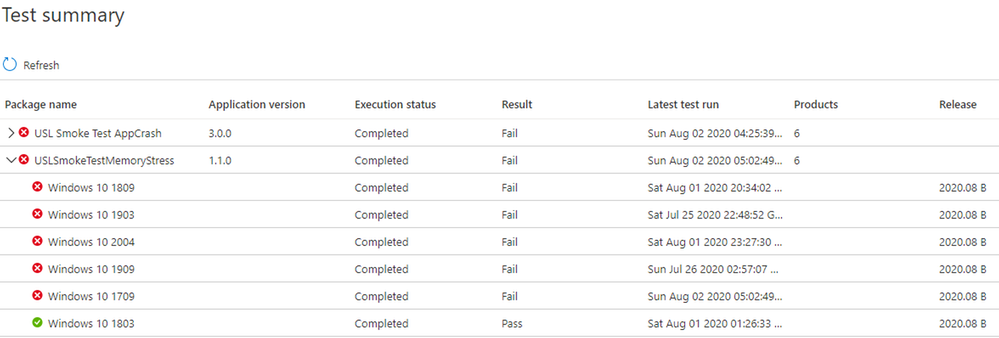 Test summary
Refresh
Package name Application version Execution status Result Latest test run Products Release
USL Smoke Test AppCrash 3.0.0 Completed Fail Sun Aug 02 2020 04:25:39... 6
USLSmokeTestMemoryStress 1.1.0 Completed Fail Sun Aug 02 2020 05:02:49... 6
Windows 10 1809 Completed Fail Sat Aug 01 2020 20:34:02 ... 2020.08 B
Windows 10 1903 Completed Fail Sat Jul 25 2020 22:48:52 G... 2020.08 B
Windows 10 2004 Completed Fail Sat Aug 01 2020 23:27:30 ... 2020.08 B
Windows 10 1909 Completed Fail Sun Jul 26 2020 02:57:07 ... 2020.08 B
Windows 10 1709 Completed Fail Sun Aug 02 2020 05:02:49... 2020.08 B
Windows 10 1803 Completed Pass Sat Aug 01 2020 01:26:33 ... 2020.08 B